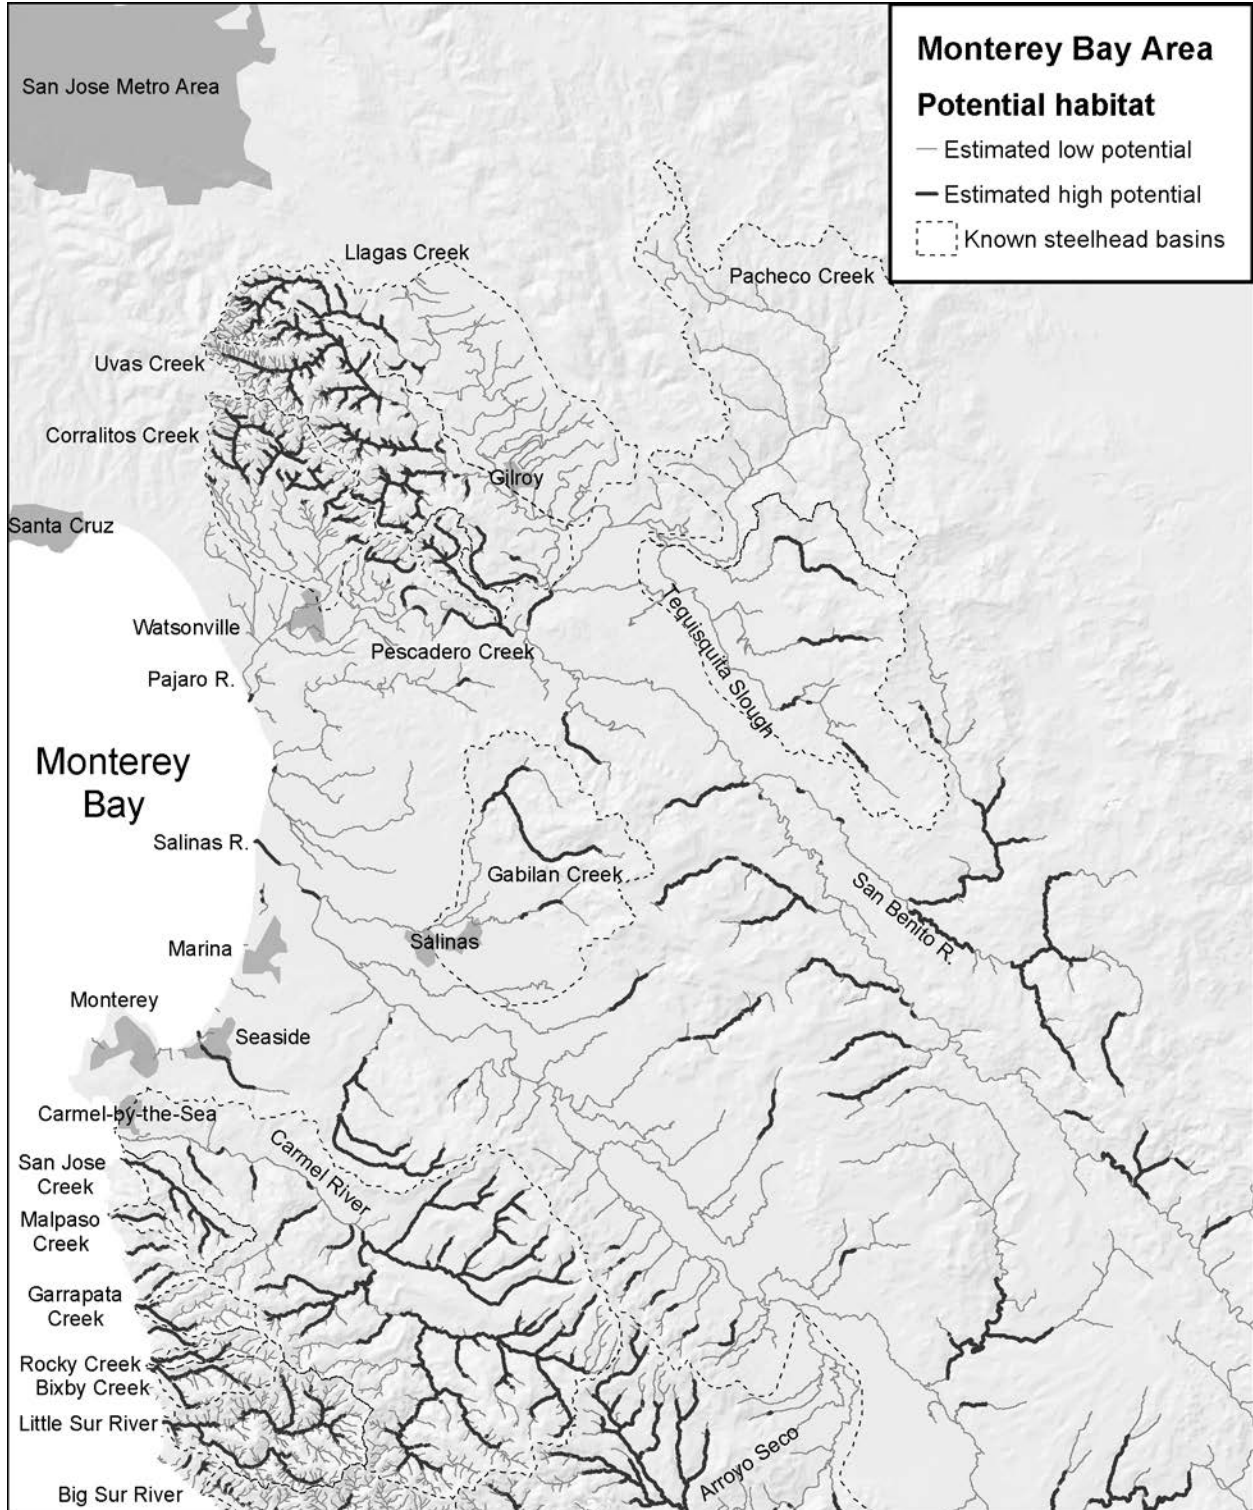 Monterey Bay Area
Potential habitat
Estimated low potential
Estimated high potential
Known steelhead basins
San Jose Metro Area
Llagas Creek
Pacheco Creek
Uvas Creek
Corralitos Creek
Gilroy
Santa Cruz
Watsonville
Tequisquita Slough
Pescadero Creek
Pajaro R.
Monterey
Bay
Salinas R.
Gabilan Creek
San Benito R.
Salinas
Marina
Monterey
Seaside
Carmel-by-the-Sea
Carmel River
San Jose
Creek
Malpaso
Creek
Garrapata
Creek
Rocky Creek
Bixby Creek
Little Sur River
Arroyo Seco
Big Sur River